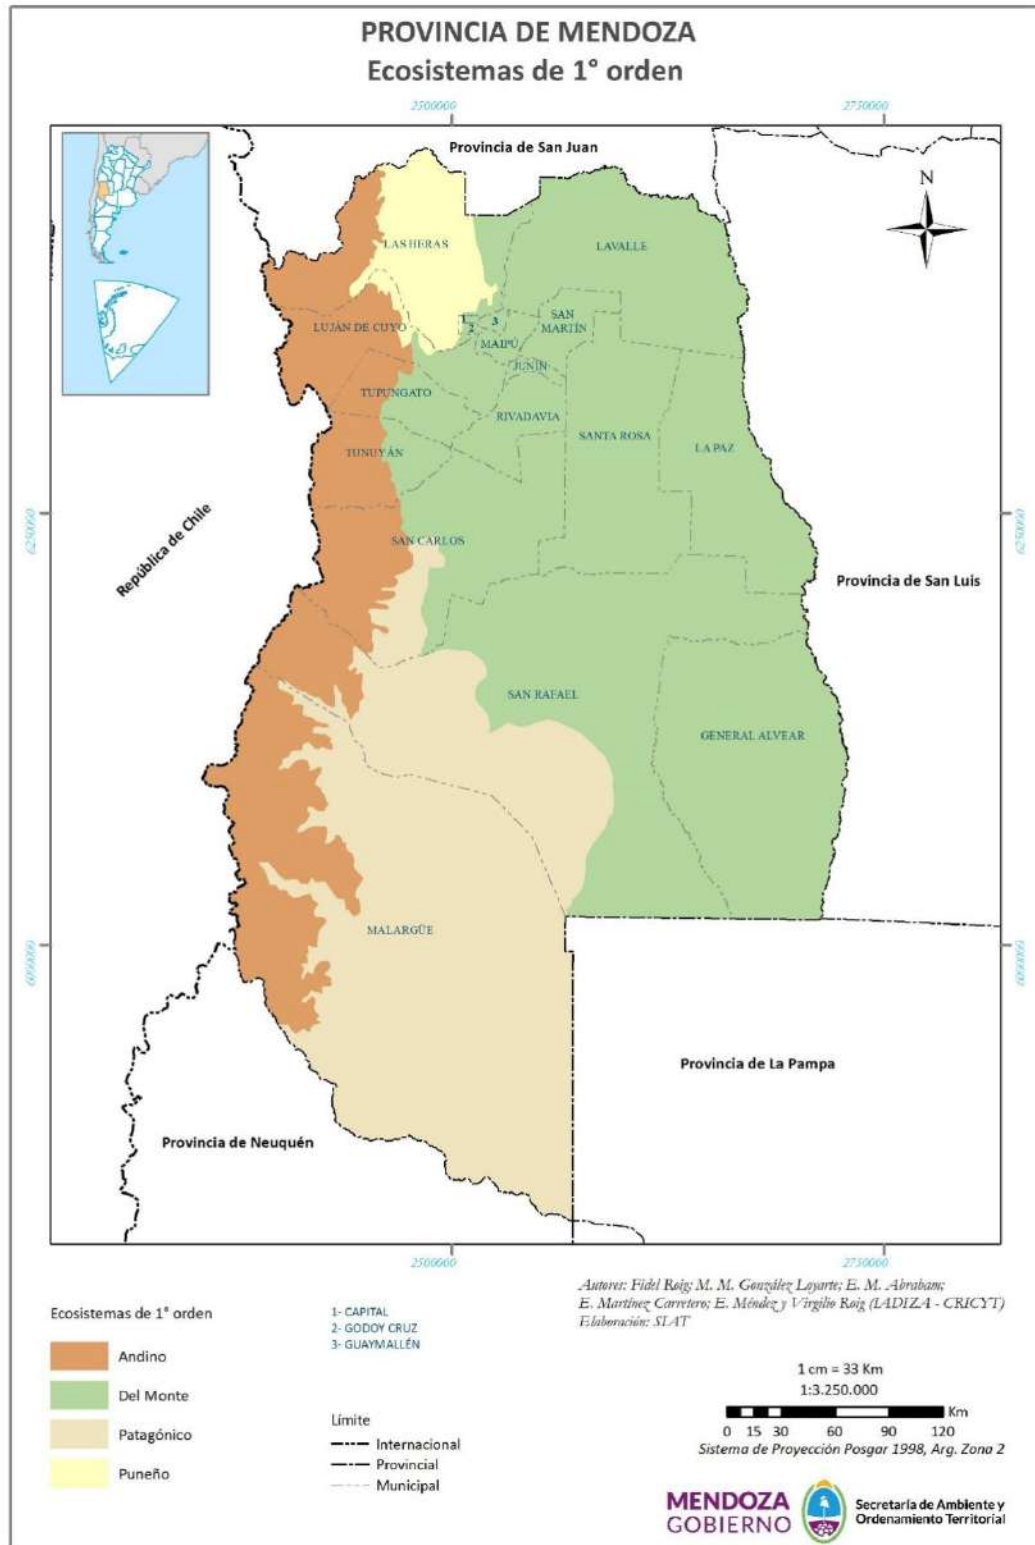 PROVINCIA DE MENDOZA
Ecosistemas de 1° orden
2500000
2750000
Provincia de San Juan
N
LAS HERAS
LAVALLE
LUJÁN DE CUYO
1
2
3
SAN
MARTÍN
MAIPÚ
JUNÍN
TUPUNGATO
RIVADAVIA
SANTA ROSA
LA PAZ
TUNUYÁN
6250000
6250000
República de Chile
SAN CARLOS
Provincia de San Luis
SAN RAFAEL
GENERAL ALVEAR
MALARGÜE
6000000
6000000
Provincia de La Pampa
Provincia de Neuquén
2500000
2750000
Autores: Fidel Roig; M. M. González Loyarte; E. M. Abraham;
E. Martínez Carretero; E. Méndez y Virgilio Roig (IADIZA - CRICYT)
Elaboración: SIAT
Ecosistemas de 1° orden
Andino
Del Monte
Patagónico
Puneño
1- CAPITAL
2- GODOY CRUZ
3- GUAYMALLÉN
Límite
Internacional
Provincial
Municipal
1 cm = 33 Km
1:3.250.000
Km
0 15 30 60 90 120
Sistema de Proyección Posgar 1998, Arg. Zona 2
MENDOZA
GOBIERNO
Secretaría de Ambiente y
Ordenamiento Territorial